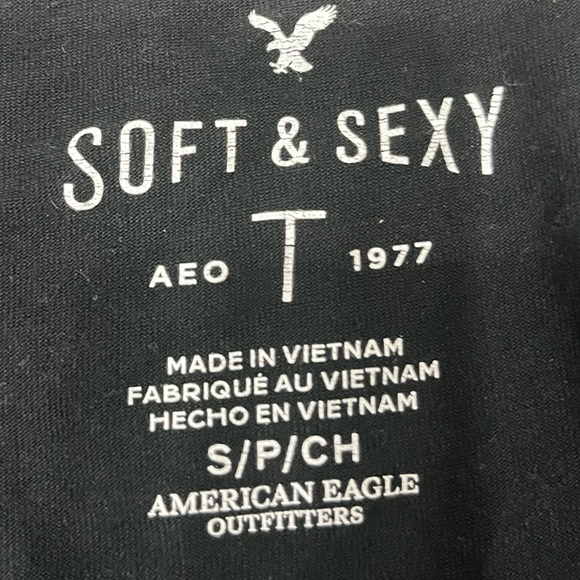 SOFT & SEXY
AEO T 1977
MADE IN VIETNAM
FABRIQUÉ AU VIETNAM
HECHO EN VIETNAM
S/P/CH
AMERICAN EAGLE
OUTFITTERS